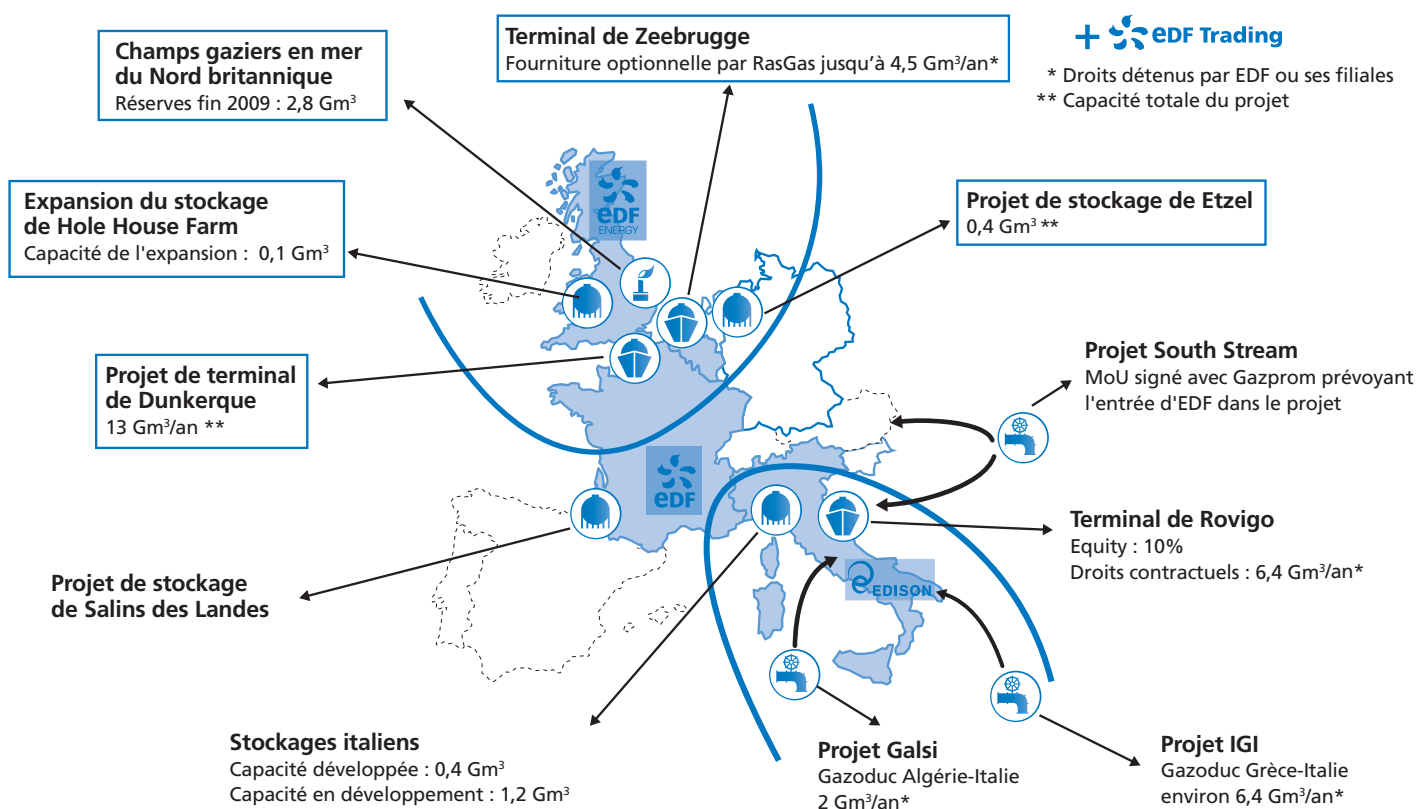 Champs gaziers en mer
du Nord britannique
Réserves fin 2009 : 2,8 Gm³
Terminal de Zeebrugge
Fourniture optionnelle par RasGas jusqu'à 4,5 Gm³/an*
+ eDF Trading
* Droits détenus par EDF ou ses filiales
** Capacité totale du projet
Expansion du stockage
de Hole House Farm
Capacité de l'expansion : 0,1 Gm³
eDF
ENERGY
Projet de stockage de Etzel
0,4 Gm³ **
Projet de terminal
de Dunkerque
13 Gm³/an **
Projet South Stream
MoU signé avec Gazprom prévoyant
l'entrée d'EDF dans le projet
eDF
Terminal de Rovigo
Equity : 10%
Droits contractuels : 6,4 Gm³/an*
Projet de stockage
de Salins des Landes
EDISON
Stockages italiens
Capacité développée : 0,4 Gm³
Capacité en développement : 1,2 Gm³
Projet Galsi
Gazoduc Algérie-Italie
2 Gm³/an*
Projet IGI
Gazoduc Grèce-Italie
environ 6,4 Gm³/an*